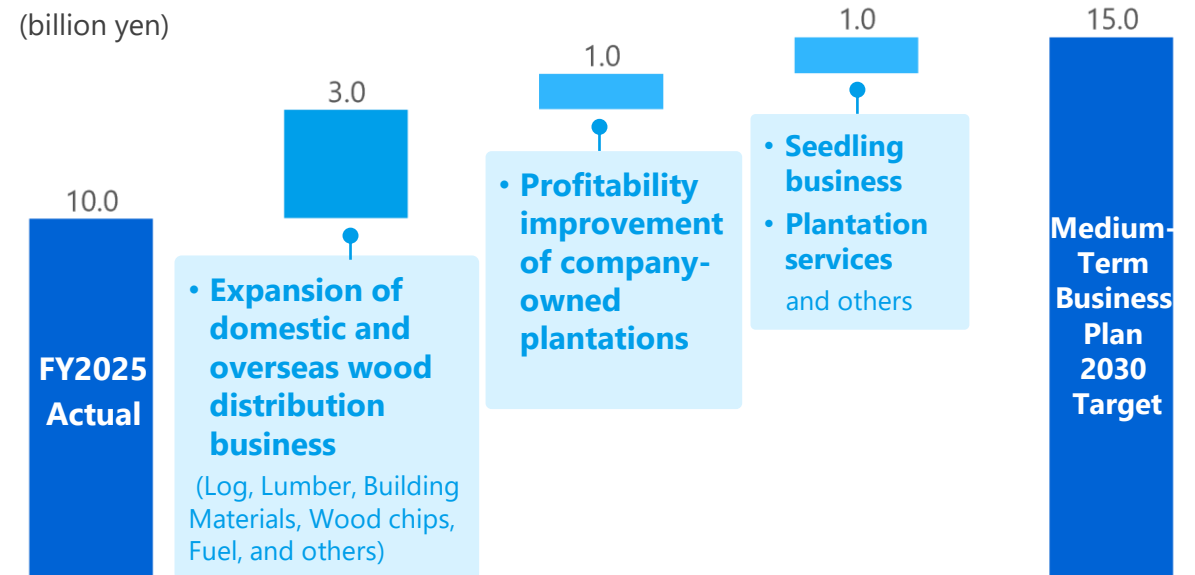 (billion yen)
10.0
FY2025
Actual
3.0
• Expansion of
domestic and
overseas wood
distribution
business
(Log, Lumber, Building
Materials, Wood chips,
Fuel, and others)
1.0
• Profitability
improvement
of company-
owned
plantations
1.0
• Seedling
business
• Plantation
services
and others
15.0
Medium-
Term
Business
Plan
2030
Target